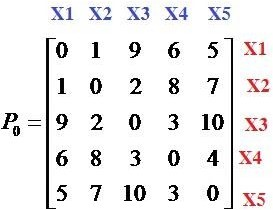 X1 X2 X3 X4 X5
0 1 9 6 5 X1
1 0 2 8 7 X2
P₀ = 9 2 0 3 10 X3
6 8 3 0 4 X4
5 7 10 3 0 X5